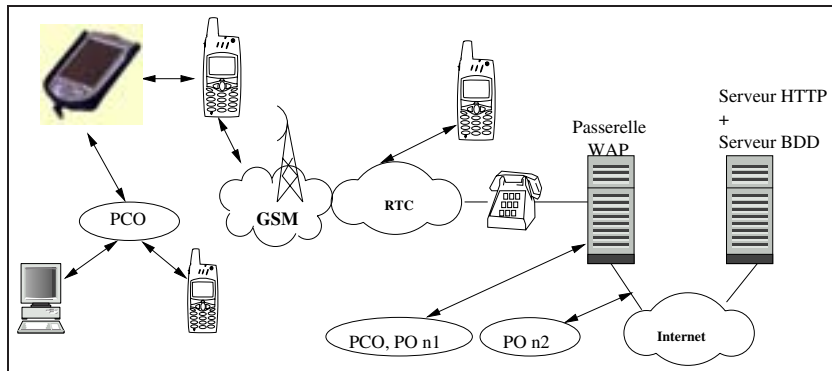 Serveur HTTP
+
Serveur BDD
Passerelle
WAP
GSM
RTC
PCO
PCO, PO n1
PO n2
Internet